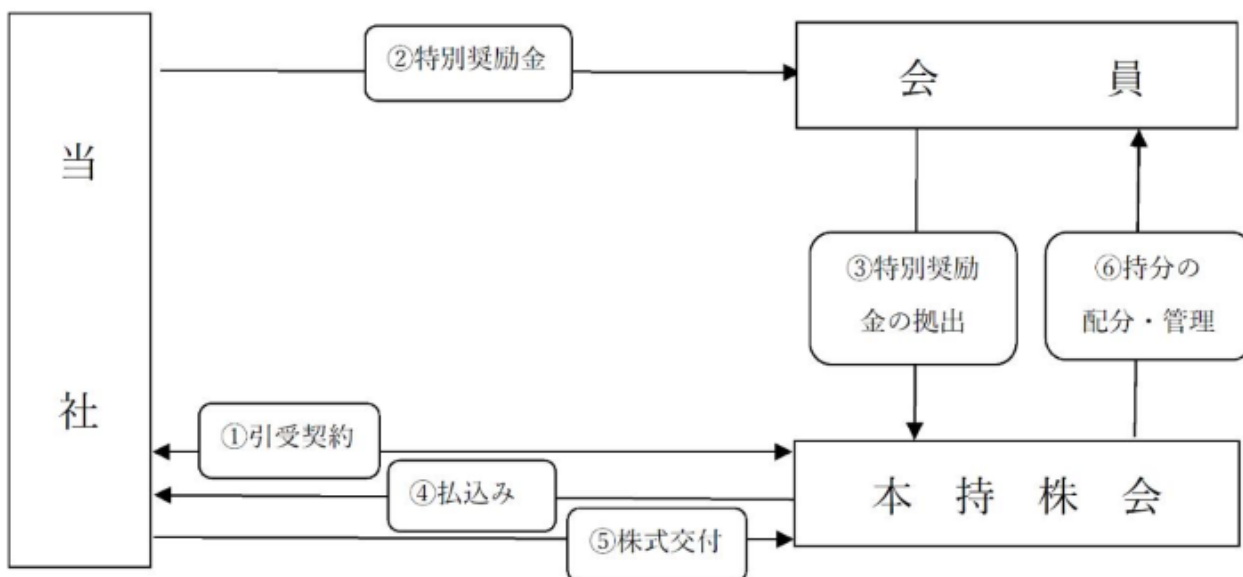 ②特別奨励金
会員
当社
③特別奨励
金の拠出
⑥持分の
配分・管理
①引受契約
④払込み
本持株会
⑤株式交付